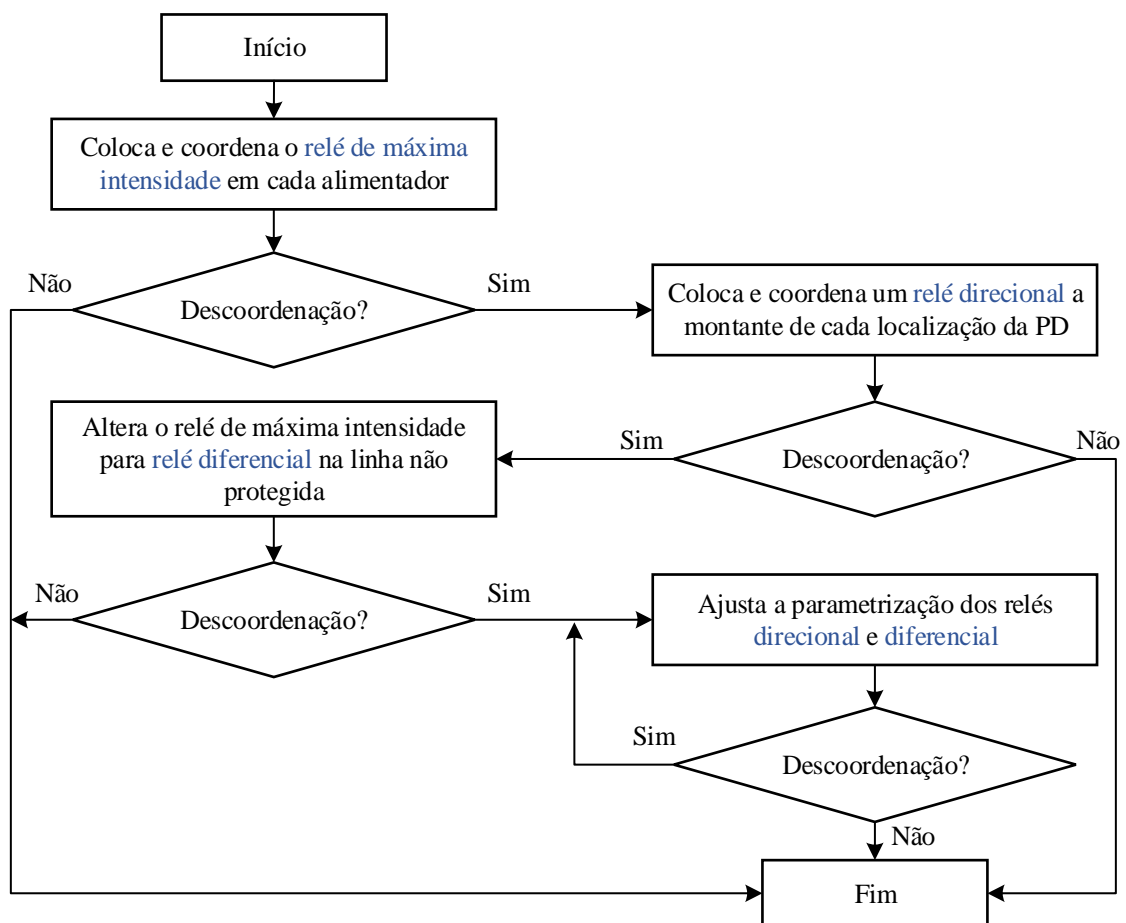 Início
Coloca e coordena o relé de máxima
intensidade em cada alimentador
Não
Descoordenação?
Sim
Coloca e coordena um relé direcional a
montante de cada localização da PD
Altera o relé de máxima intensidade
para relé diferencial na linha não
protegida
Sim
Descoordenação?
Não
Não
Descoordenação?
Sim
Ajusta a parametrização dos relés
direcional e diferencial
Sim
Descoordenação?
Não
Fim